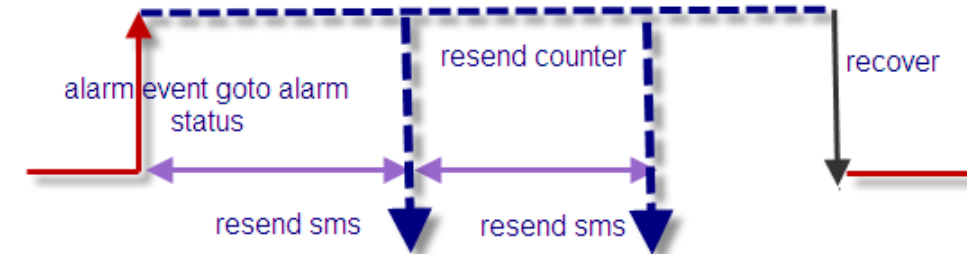 resend counter
recover
alarm event goto alarm
status
resend sms
resend sms